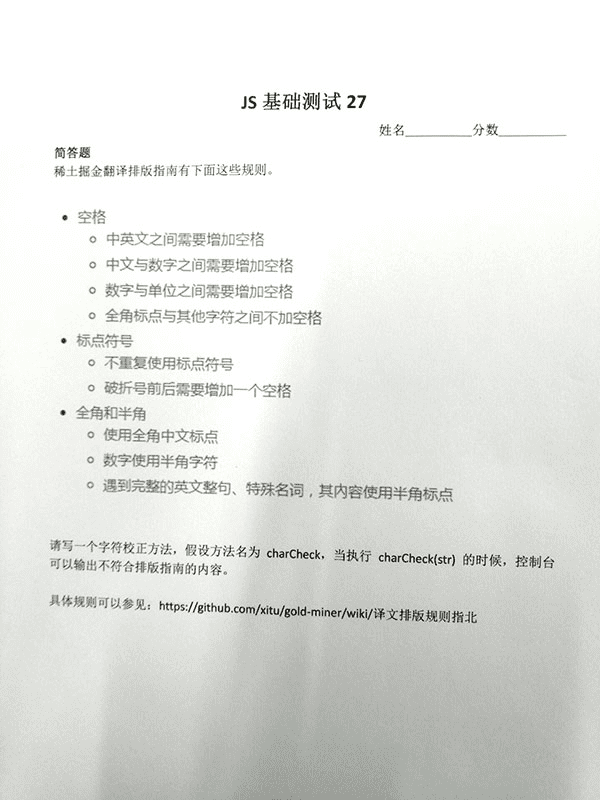 JS 基础测试 27
姓名__________分数__________
简答题
稀土掘金翻译排版指南有下面这些规则。
• 空格
○ 中英文之间需要增加空格
○ 中文与数字之间需要增加空格
○ 数字与单位之间需要增加空格
○ 全角标点与其他字符之间不加空格
• 标点符号
○ 不重复使用标点符号
○ 破折号前后需要增加一个空格
• 全角和半角
○ 使用全角中文标点
○ 数字使用半角字符
○ 遇到完整的英文整句、特殊名词，其内容使用半角标点
请写一个字符校正方法，假设方法名为 charCheck，当执行 charCheck(str) 的时候，控制台
可以输出不符合排版指南的内容。
具体规则可以参见：https://github.com/xitu/gold-miner/wiki/译文排版规则指北